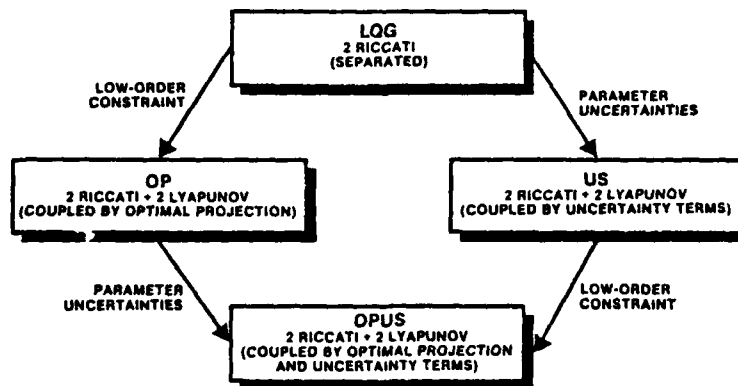 LQG
2 RICCATI
(SEPARATED)
LOW-ORDER
CONSTRAINT
PARAMETER
UNCERTAINTIES
OP
2 RICCATI + 2 LYAPUNOV
(COUPLED BY OPTIMAL PROJECTION)
US
2 RICCATI + 2 LYAPUNOV
(COUPLED BY UNCERTAINTY TERMS)
PARAMETER
UNCERTAINTIES
LOW-ORDER
CONSTRAINT
OPUS
2 RICCATI + 2 LYAPUNOV
(COUPLED BY OPTIMAL PROJECTION
AND UNCERTAINTY TERMS)